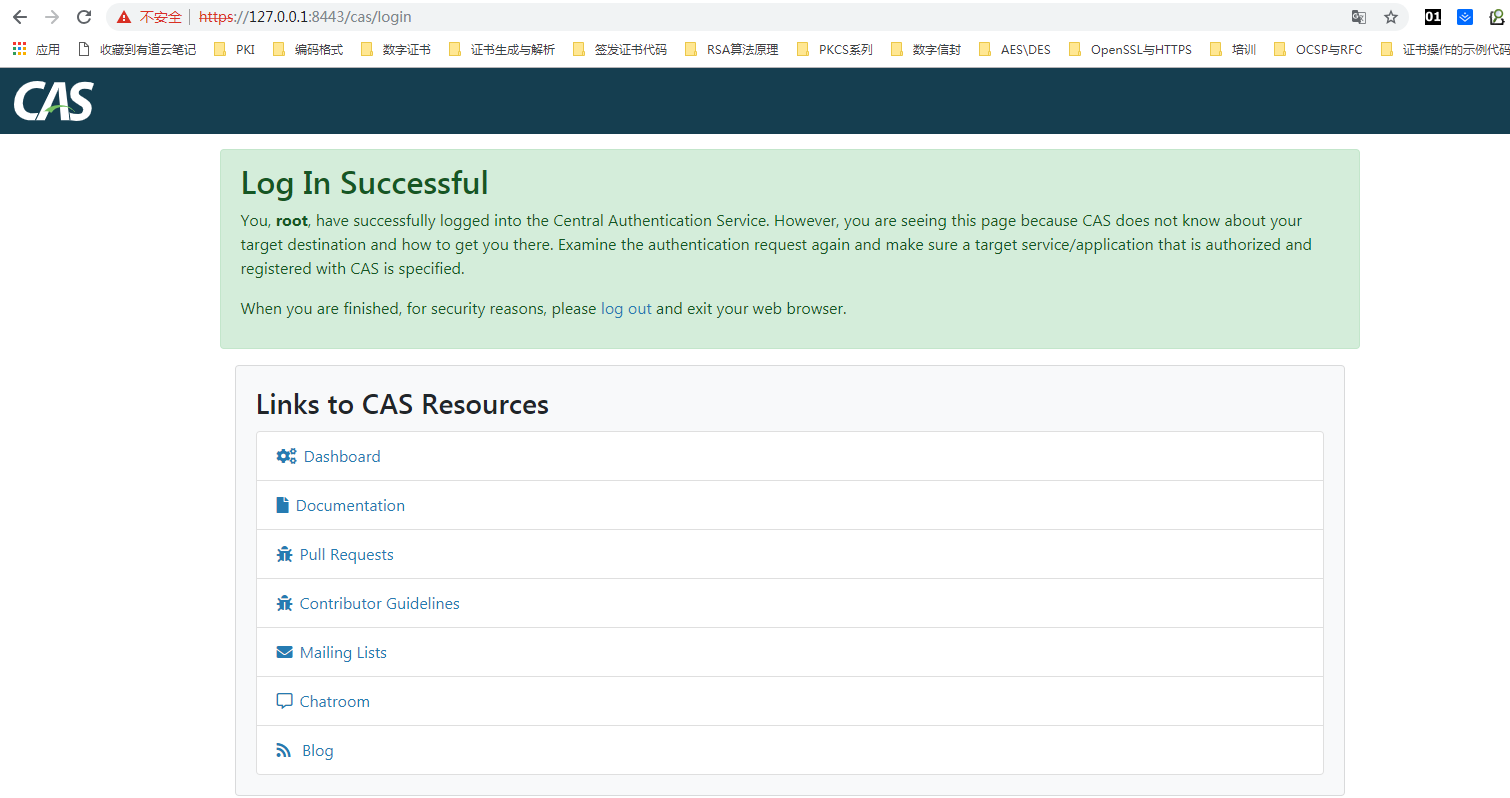 不安全 https://127.0.0.1:8443/cas/login 01
应用 收藏到有道云笔记 PKI 编码格式 数字证书 证书生成与解析 签发证书代码 RSA算法原理 PKCS系列 数字信封 AES\DES OpenSSL与HTTPS 培训 OCSP与RFC 证书操作的示例代码
CAS
Log In Successful
You, root, have successfully logged into the Central Authentication Service. However, you are seeing this page because CAS does not know about your
target destination and how to get you there. Examine the authentication request again and make sure a target service/application that is authorized and
registered with CAS is specified.
When you are finished, for security reasons, please log out and exit your web browser.
Links to CAS Resources
Dashboard
Documentation
Pull Requests
Contributor Guidelines
Mailing Lists
Chatroom
Blog